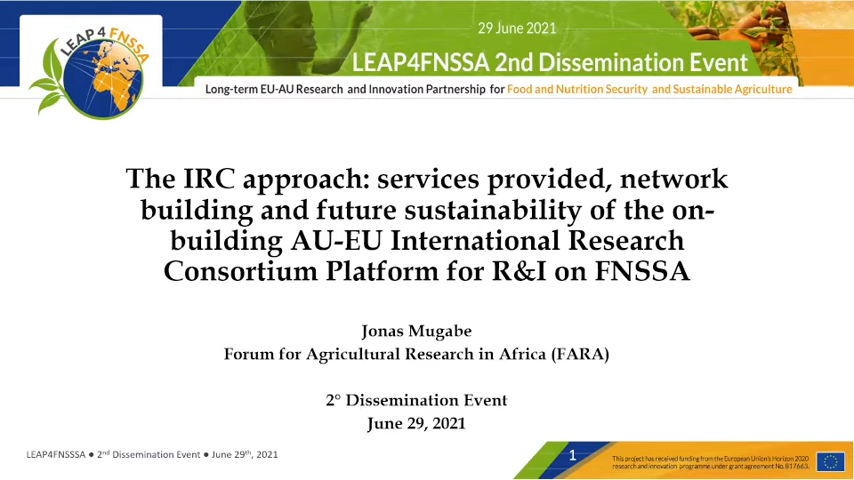 29 June 2021
LEAP4FNSSA 2nd Dissemination Event
LEAP 4 FNSSA
Long-term EU-AU Research and Innovation Partnership for Food and Nutrition Security and Sustainable Agriculture
The IRC approach: services provided, network
building and future sustainability of the on-
building AU-EU International Research
Consortium Platform for R&I on FNSSA
Jonas Mugabe
Forum for Agricultural Research in Africa (FARA)
2° Dissemination Event
June 29, 2021
LEAP4FNSSSA ● 2nd Dissemination Event ● June 29th, 2021
1
This project has received funding from the European Union's Horizon 2020
research and innovation programme under grant agreement No. 817663.